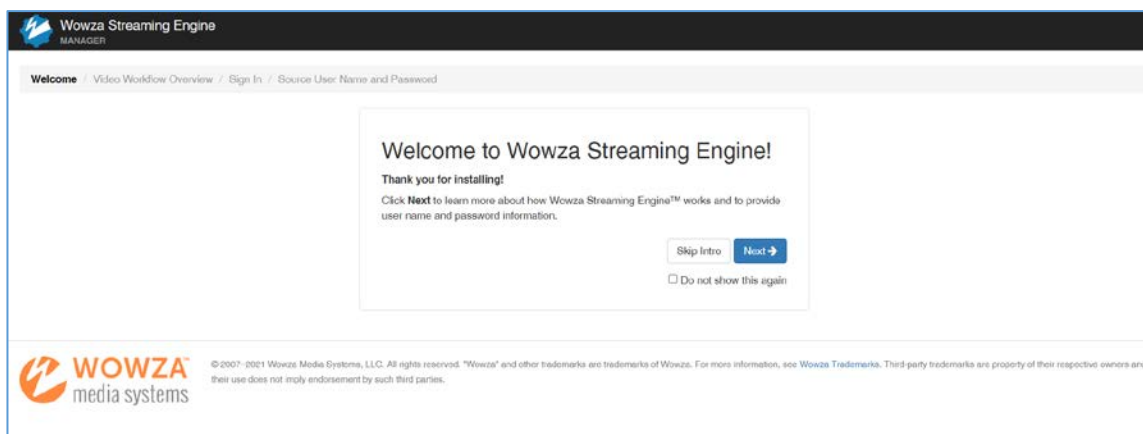 Wowza Streaming Engine
MANAGER
Welcome / Video Workflow Overview / Sign In / Source User Name and Password
Welcome to Wowza Streaming Engine!
Thank you for installing!
Click Next to learn more about how Wowza Streaming Engine™ works and to provide
user name and password information.
Skip Intro
Next →
Do not show this again
WOWZA™
media systems
© 2007–2021 Wowza Media Systems, LLC. All rights reserved. "Wowza" and other trademarks are trademarks of Wowza. For more information, see Wowza Trademarks. Third-party trademarks are property of their respective owners and
their use does not imply endorsement by such third parties.